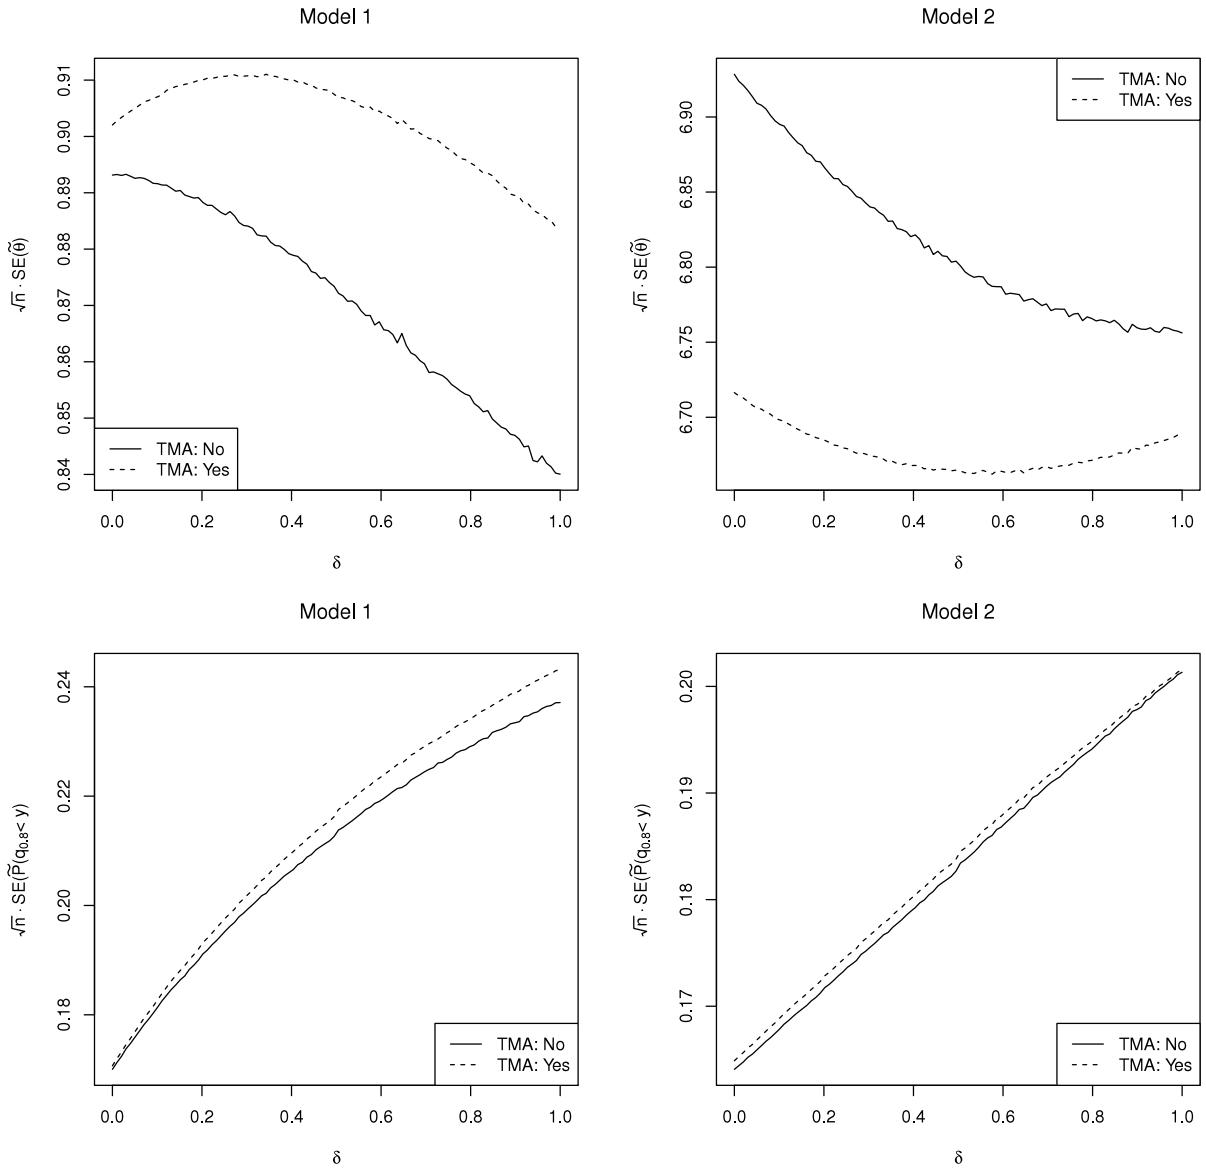 Model 1
√n · SE(θ̃)
0.84 0.85 0.86 0.87 0.88 0.89 0.90 0.91
TMA: No
TMA: Yes
0.0 0.2 0.4 0.6 0.8 1.0
δ
Model 2
√n · SE(θ̃)
6.70 6.75 6.80 6.85 6.90
TMA: No
TMA: Yes
0.0 0.2 0.4 0.6 0.8 1.0
δ
Model 1
√n · SE(P̃(q0.8< y)
0.18 0.20 0.22 0.24
TMA: No
TMA: Yes
0.0 0.2 0.4 0.6 0.8 1.0
δ
Model 2
√n · SE(P̃(q0.8< y)
0.17 0.18 0.19 0.20
TMA: No
TMA: Yes
0.0 0.2 0.4 0.6 0.8 1.0
δ